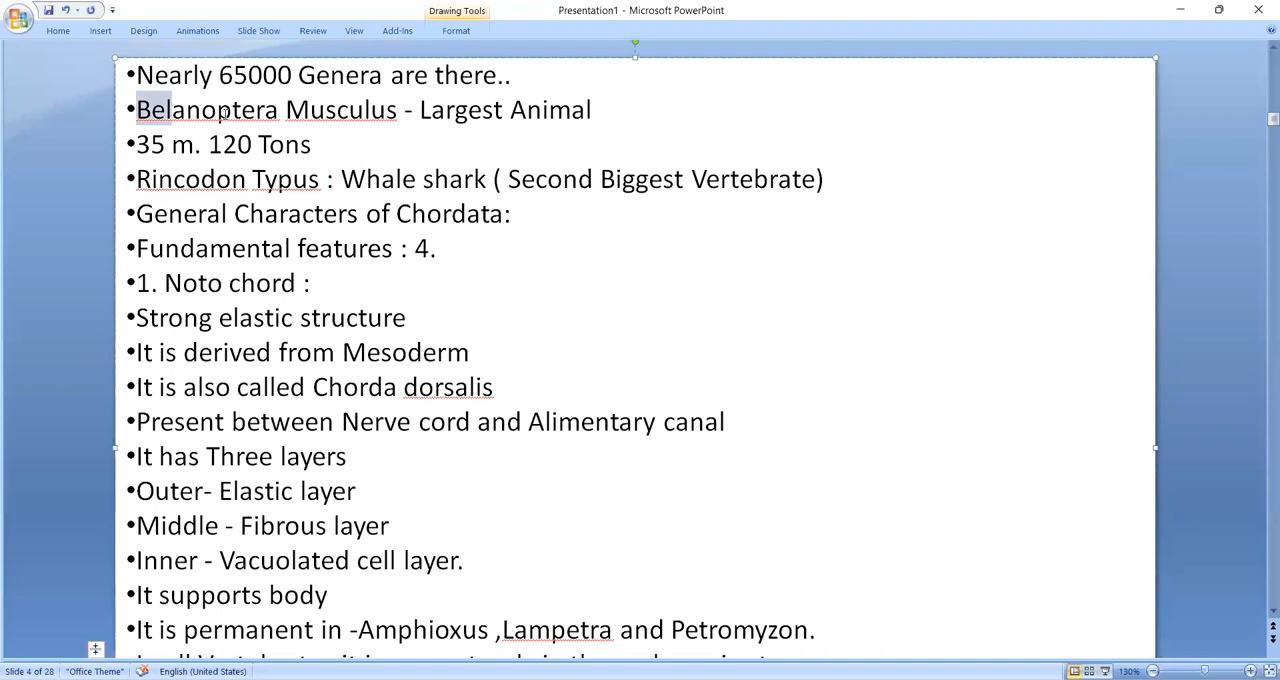 Drawing Tools
Presentation1 - Microsoft PowerPoint
Home Insert Design Animations Slide Show Review View Add-Ins Format
•Nearly 65000 Genera are there..
•Belanoptera Musculus - Largest Animal
•35 m. 120 Tons
•Rincodon Typus : Whale shark ( Second Biggest Vertebrate)
•General Characters of Chordata:
•Fundamental features : 4.
•1. Noto chord :
•Strong elastic structure
•It is derived from Mesoderm
•It is also called Chorda dorsalis
•Present between Nerve cord and Alimentary canal
•It has Three layers
•Outer- Elastic layer
•Middle - Fibrous layer
•Inner - Vacuolated cell layer.
•It supports body
•It is permanent in -Amphioxus ,Lampetra and Petromyzon.
Slide 4 of 28 "Office Theme" English (United States) 130%